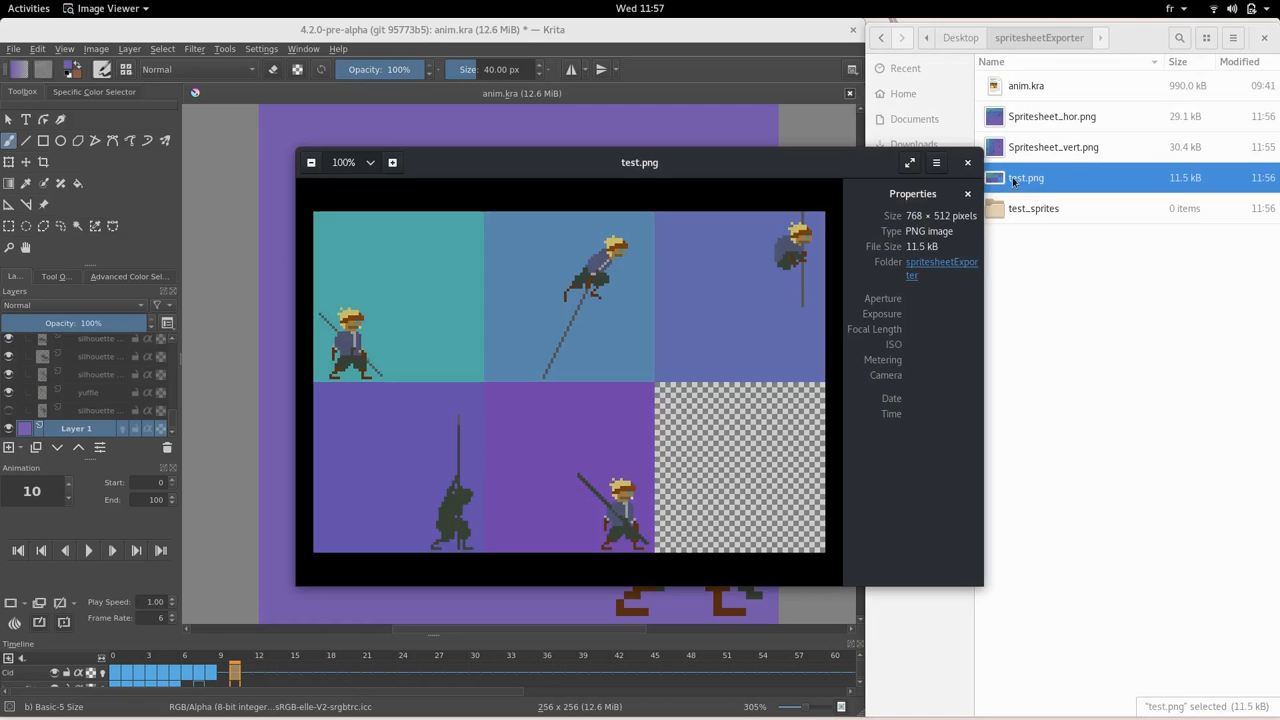 Activities Image Viewer Wed 11:57 fr
4.2.0-pre-alpha (git 95773b5): anim.kra (12.6 MiB) * — Krita
File Edit View Image Layer Select Filter Tools Settings Window Help
Normal Opacity: 100% Size: 40.00 px
Toolbox Specific Color Selector
anim.kra (12.6 MiB)
La... Tool O... Advanced Color Sel...
Layers
Normal
Opacity: 100%
silhouette ...
silhouette ...
silhouette ...
yuffie
silhouette ...
Layer 1
Animation
10
Start: 0
End: 100
Play Speed: 1.00
Frame Rate: 6
Timeline
0 3 6 9 12 15 18 21 24 27 30 33 36 39 42 45 48 51 54 57 60
Cid
b) Basic-5 Size RGB/Alpha (8-bit integer...sRGB-elle-V2-srgbtrc.icc 256 x 256 (12.6 MiB) 305%
100% test.png
Properties
Size 768 × 512 pixels
Type PNG image
File Size 11.5 kB
Folder spritesheetExpor
ter
Aperture
Exposure
Focal Length
ISO
Metering
Camera
Date
Time
Desktop spritesheetExporter
Recent
Home
Documents
Downloads
Name Size Modified
anim.kra 990.0 kB 09:41
Spritesheet_hor.png 29.1 kB 11:56
Spritesheet_vert.png 30.4 kB 11:55
test.png 11.5 kB 11:56
test_sprites 0 items 11:56
"test.png" selected (11.5 kB)